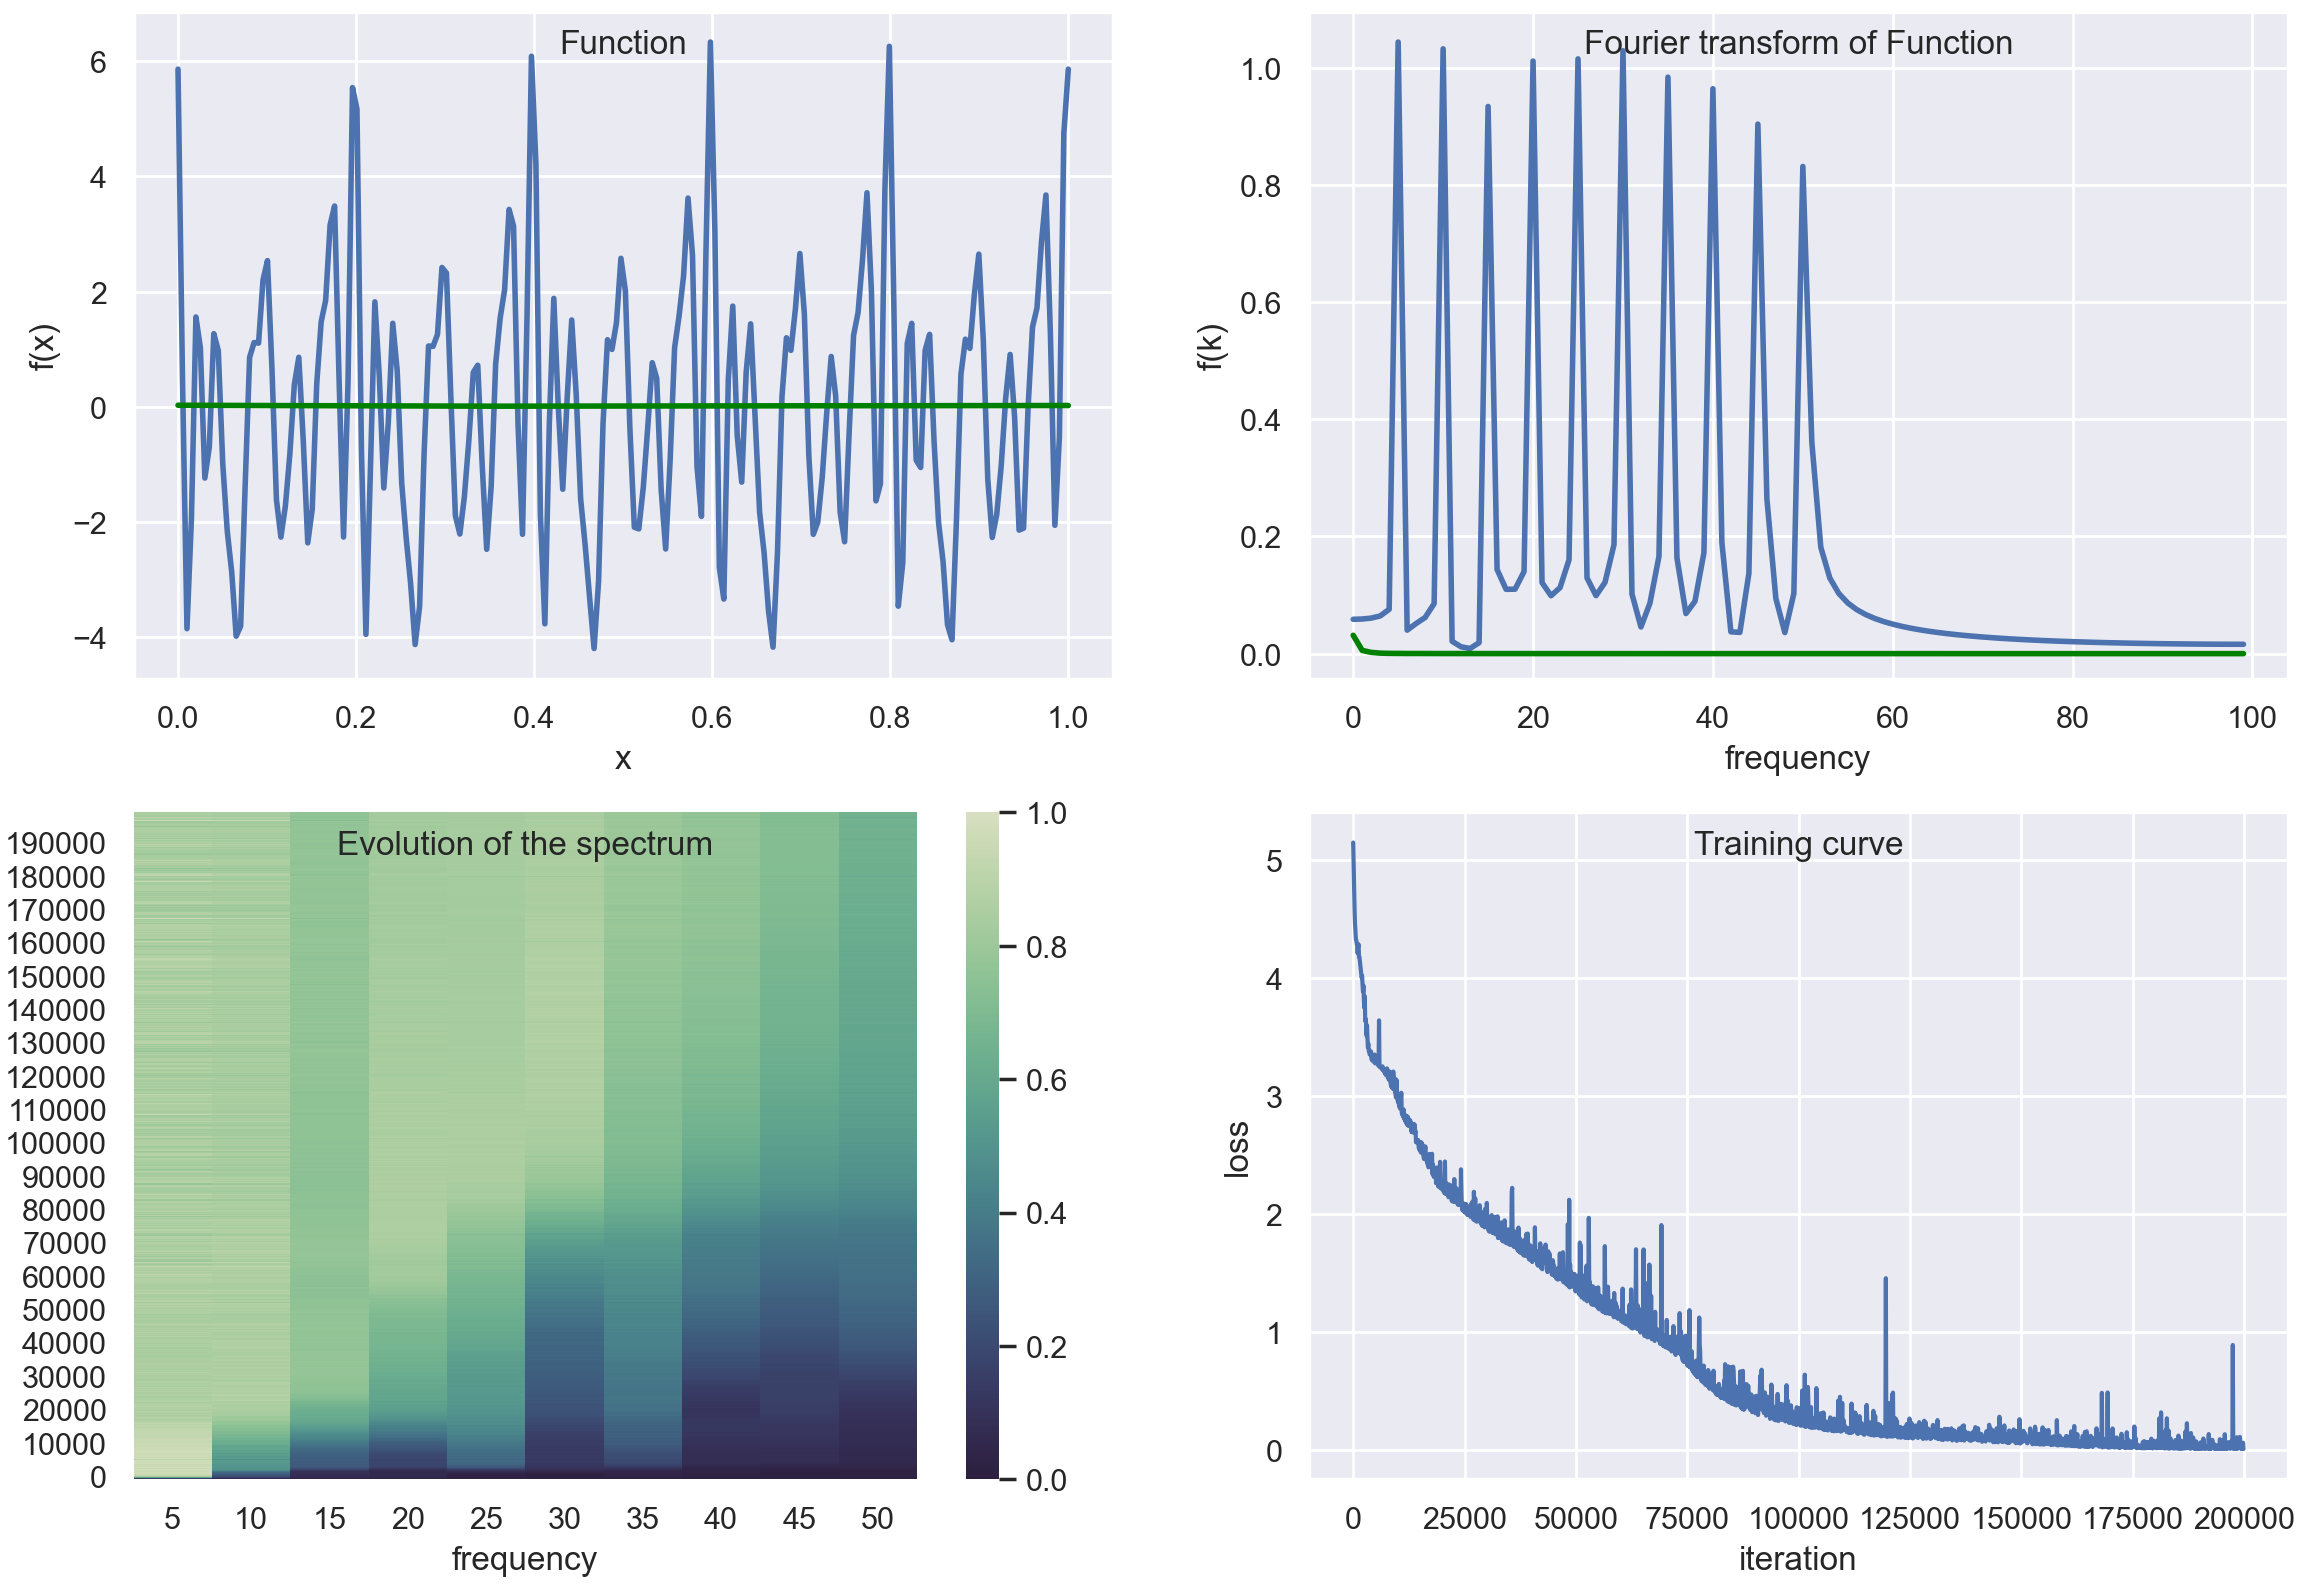 Function
6
4
2
0
−2
−4
f(x)
0.0 0.2 0.4 0.6 0.8 1.0
x
Fourier transform of Function
1.0
0.8
0.6
0.4
0.2
0.0
f(k)
0 20 40 60 80 100
frequency
Evolution of the spectrum
190000
180000
170000
160000
150000
140000
130000
120000
110000
100000
90000
80000
70000
60000
50000
40000
30000
20000
10000
0
5 10 15 20 25 30 35 40 45 50
frequency
1.0
0.8
0.6
0.4
0.2
0.0
Training curve
5
4
3
2
1
0
loss
0 25000 50000 75000 100000 125000 150000 175000 200000
iteration